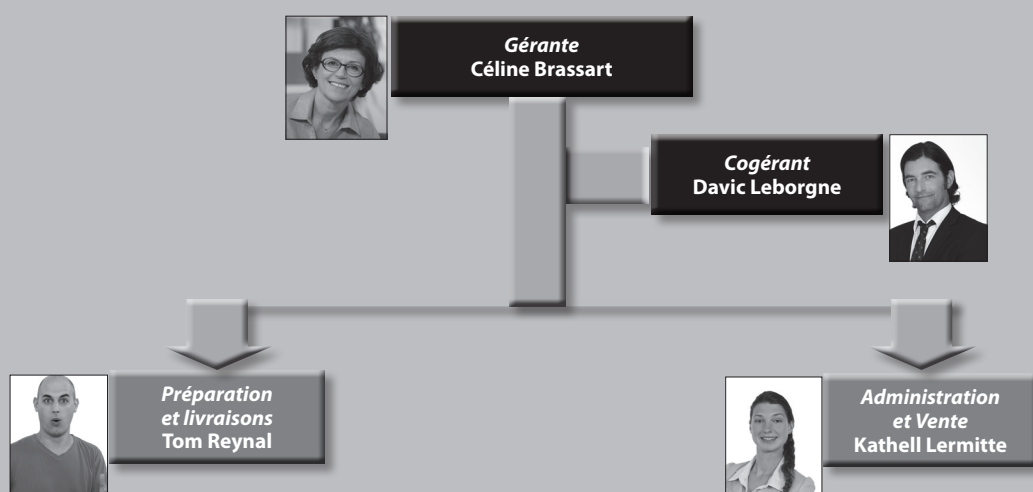 Gérante
Céline Brassart
Cogérant
Davic Leborgne
Préparation
et livraisons
Tom Reynal
Administration
et Vente
Kathell Lermitte